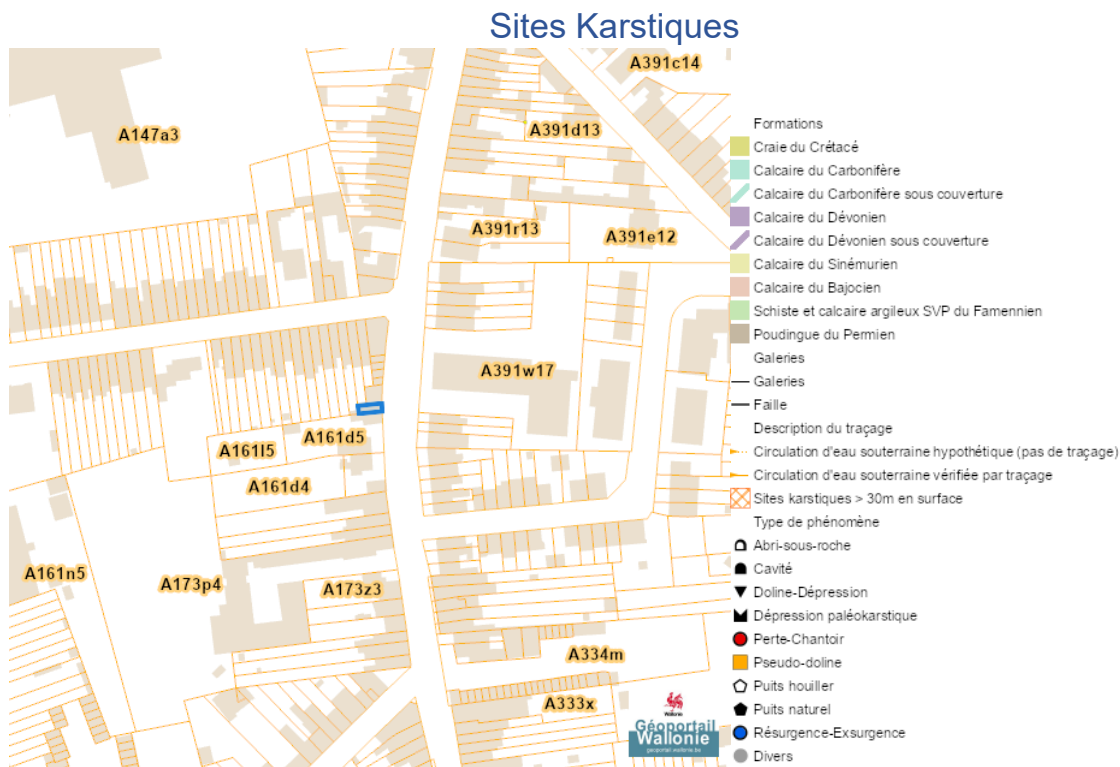 Sites Karstiques
A391c14
A147a3
A391d13
A391r13
A391e12
A391w17
A161l5
A161d5
A161d4
A161n5
A173p4
A173z3
A334m
A333x
Wallonie
Géoportail
Wallonie
geoportail.wallonie.be
Formations
Craie du Crétacé
Calcaire du Carbonifère
Calcaire du Carbonifère sous couverture
Calcaire du Dévonien
Calcaire du Dévonien sous couverture
Calcaire du Sinémurien
Calcaire du Bajocien
Schiste et calcaire argileux SVP du Famennien
Poudingue du Permien
Galeries
Galeries
Faille
Description du traçage
Circulation d'eau souterraine hypothétique (pas de traçage)
Circulation d'eau souterraine vérifiée par traçage
Sites karstiques > 30m en surface
Type de phénomène
Abri-sous-roche
Cavité
Doline-Dépression
Dépression paléokarstique
Perte-Chantoir
Pseudo-doline
Puits houiller
Puits naturel
Résurgence-Exsurgence
Divers